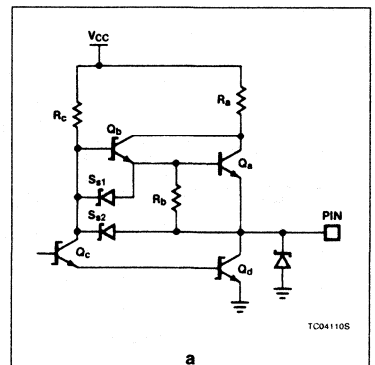 VCC
Rc
Ra
Qb
Qa
Ss1
Rb
Ss2
PIN
Qc
Qd
TC04110S
a